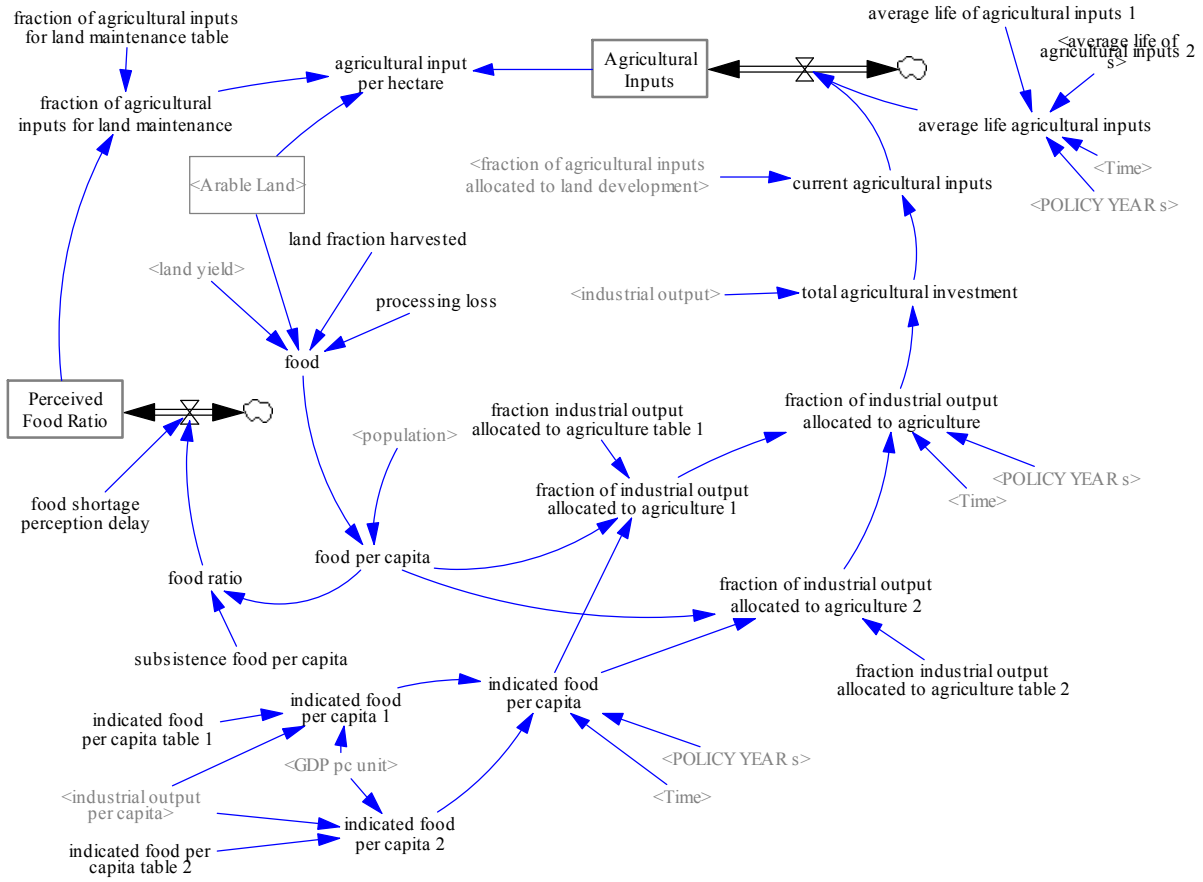 fraction of agricultural inputs
for land maintenance table
average life of agricultural inputs 1
<average life of
agricultural inputs 2
s>
agricultural input
per hectare
Agricultural
Inputs
fraction of agricultural
inputs for land maintenance
average life agricultural inputs
<Time>
<POLICY YEAR s>
<fraction of agricultural inputs
allocated to land development>
current agricultural inputs
<Arable Land>
land fraction harvested
<land yield>
processing loss
<industrial output>
total agricultural investment
food
Perceived
Food Ratio
fraction industrial output
allocated to agriculture table 1
fraction of industrial output
allocated to agriculture
<population>
<POLICY YEAR s>
<Time>
food shortage
perception delay
fraction of industrial output
allocated to agriculture 1
food per capita
food ratio
fraction of industrial output
allocated to agriculture 2
subsistence food per capita
fraction industrial output
allocated to agriculture table 2
indicated food
per capita
indicated food
per capita 1
indicated food
per capita table 1
<GDP pc unit>
<POLICY YEAR s>
<Time>
<industrial output
per capita>
indicated food
per capita 2
indicated food per
capita table 2